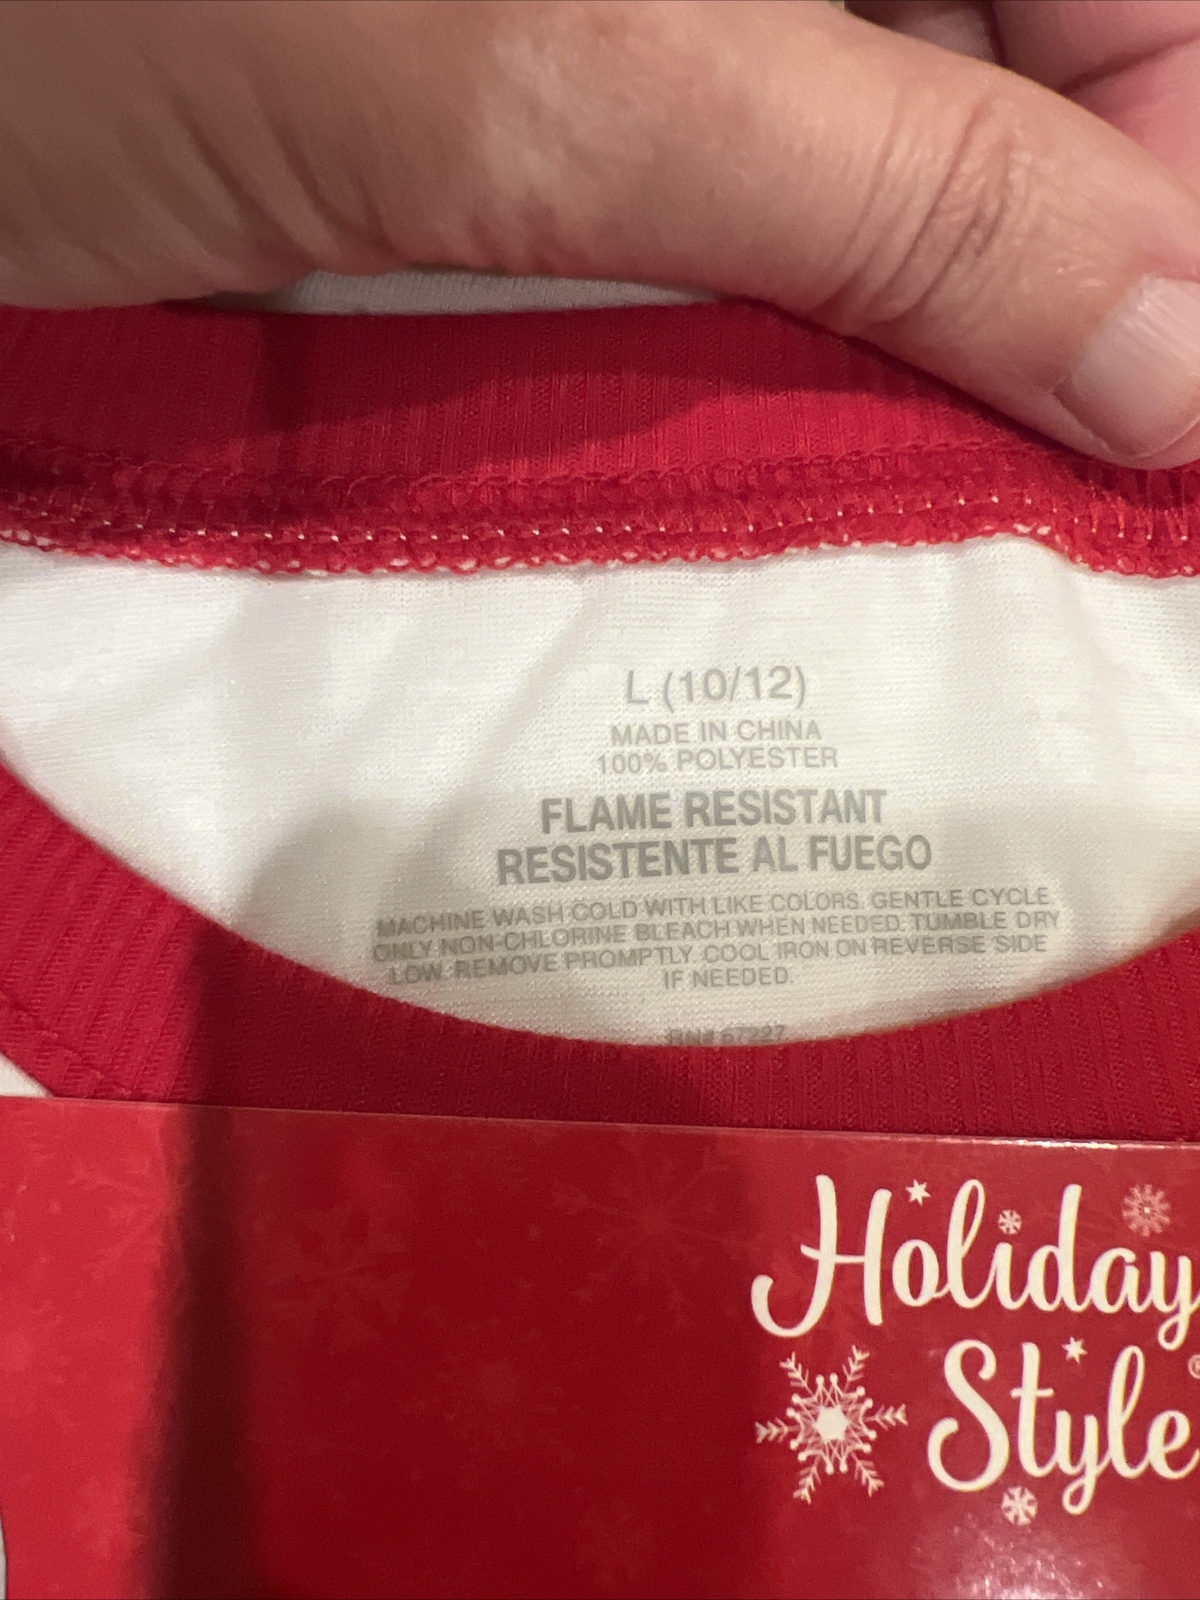 L (10/12)
MADE IN CHINA
100% POLYESTER
FLAME RESISTANT
RESISTENTE AL FUEGO
MACHINE WASH COLD WITH LIKE COLORS. GENTLE CYCLE.
ONLY NON-CHLORINE BLEACH WHEN NEEDED. TUMBLE DRY
LOW. REMOVE PROMPTLY. COOL IRON ON REVERSE SIDE
IF NEEDED.
RN# 67227
Holiday
Style®